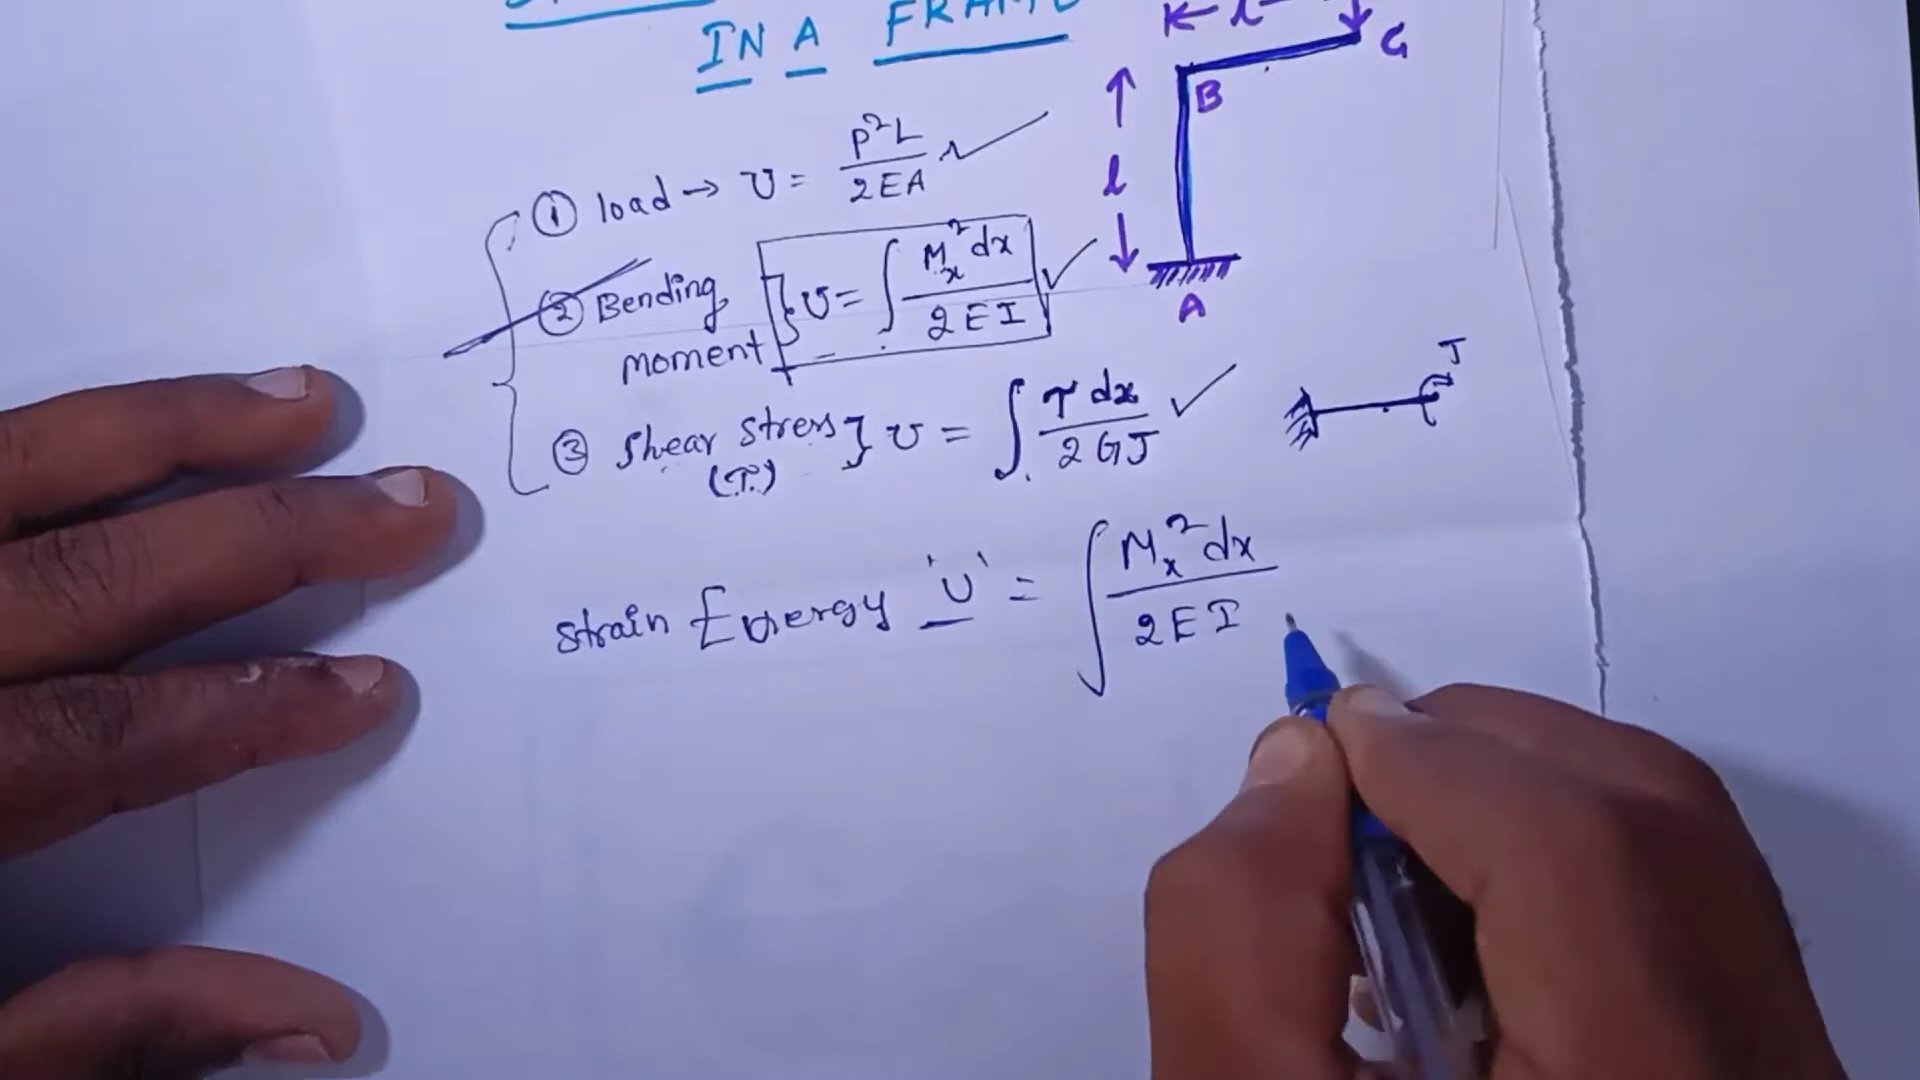 IN A FRAME
l
C
B
l
A
① load → U = P²L / 2EA
② Bending moment } U = ∫ Mx² dx / 2EI
③ Shear stress (τ) } U = ∫ τ dx / 2GJ
T
Strain Energy 'U' = ∫ Mx² dx / 2EI